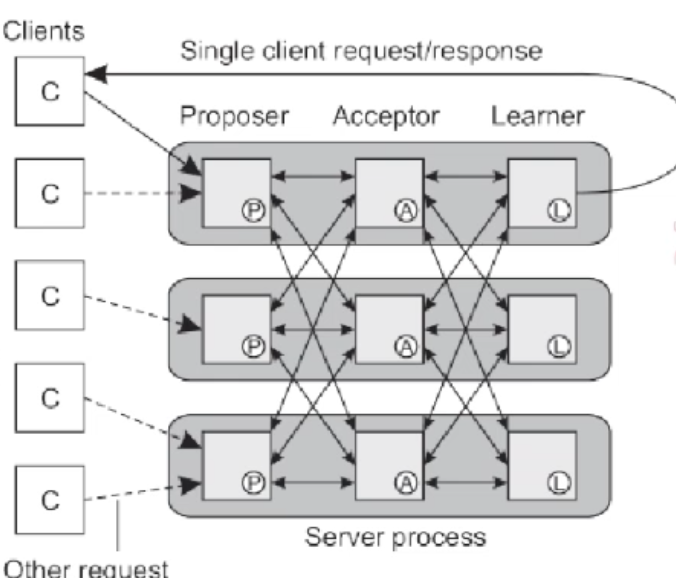 Clients
Single client request/response
C
Proposer Acceptor Learner
C
P A L
C
P A L
C
C
P A L
Server process
Other request